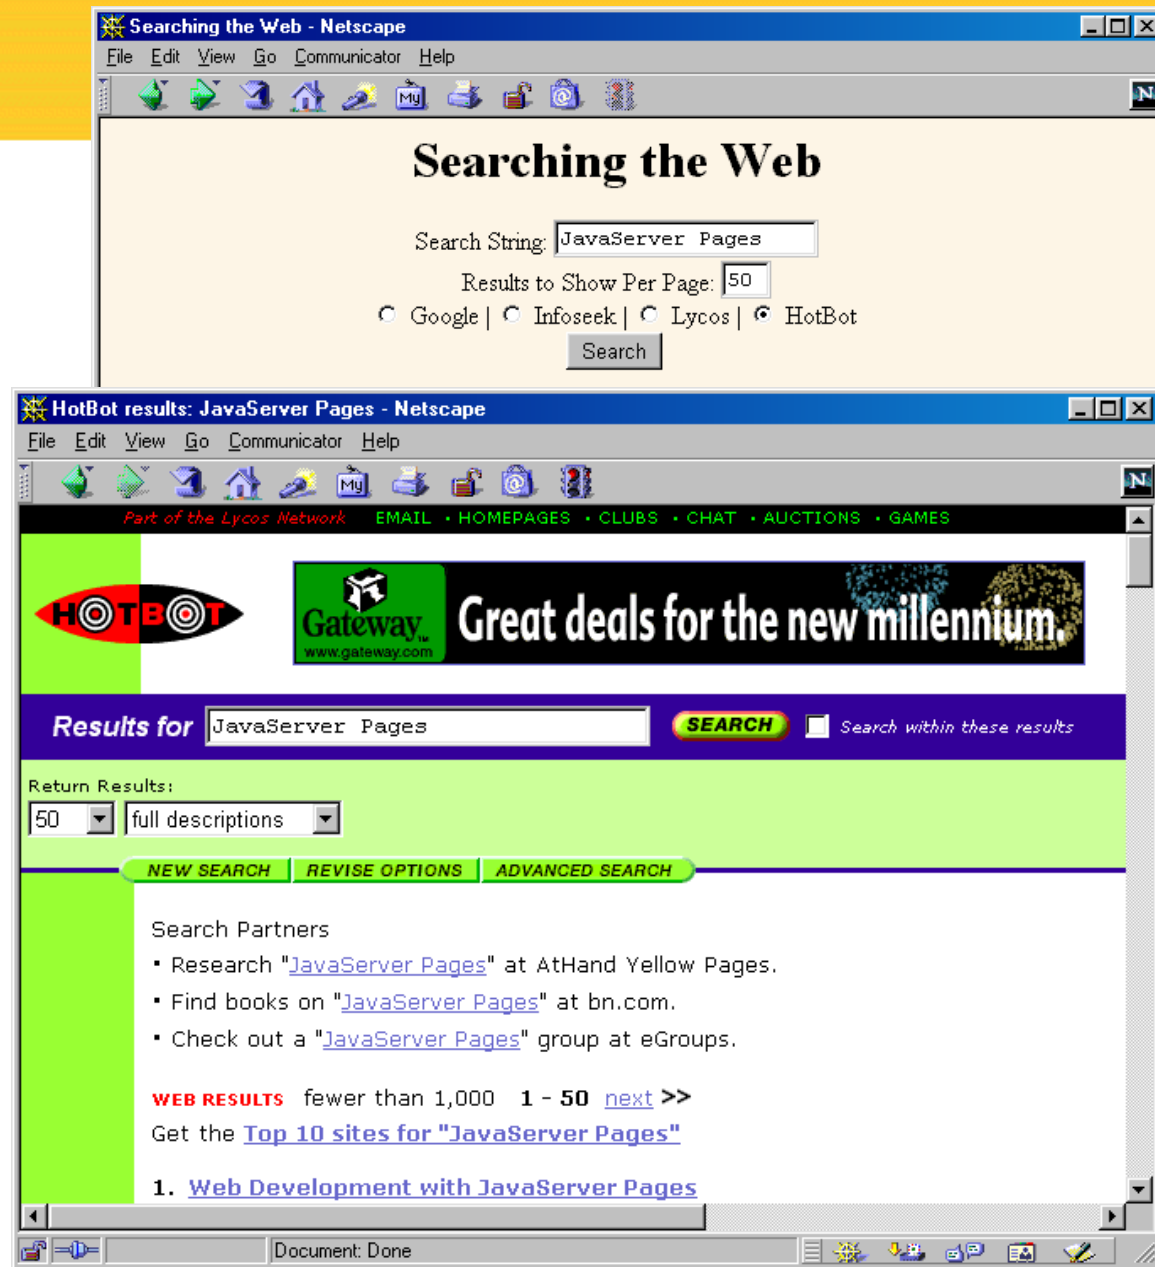 Searching the Web - Netscape
File Edit View Go Communicator Help
My
N
Searching the Web
Search String: JavaServer Pages
Results to Show Per Page: 50
Google | Infoseek | Lycos | HotBot
Search
HotBot results: JavaServer Pages - Netscape
File Edit View Go Communicator Help
My
N
Part of the Lycos Network EMAIL · HOMEPAGES · CLUBS · CHAT · AUCTIONS · GAMES
HOTBOT
Gateway™
www.gateway.com
Great deals for the new millennium.
Results for JavaServer Pages SEARCH Search within these results
Return Results:
50 full descriptions
NEW SEARCH REVISE OPTIONS ADVANCED SEARCH
Search Partners
▪ Research "JavaServer Pages" at AtHand Yellow Pages.
▪ Find books on "JavaServer Pages" at bn.com.
▪ Check out a "JavaServer Pages" group at eGroups.
WEB RESULTS fewer than 1,000 1 - 50 next >>
Get the Top 10 sites for "JavaServer Pages"
1. Web Development with JavaServer Pages
Document: Done